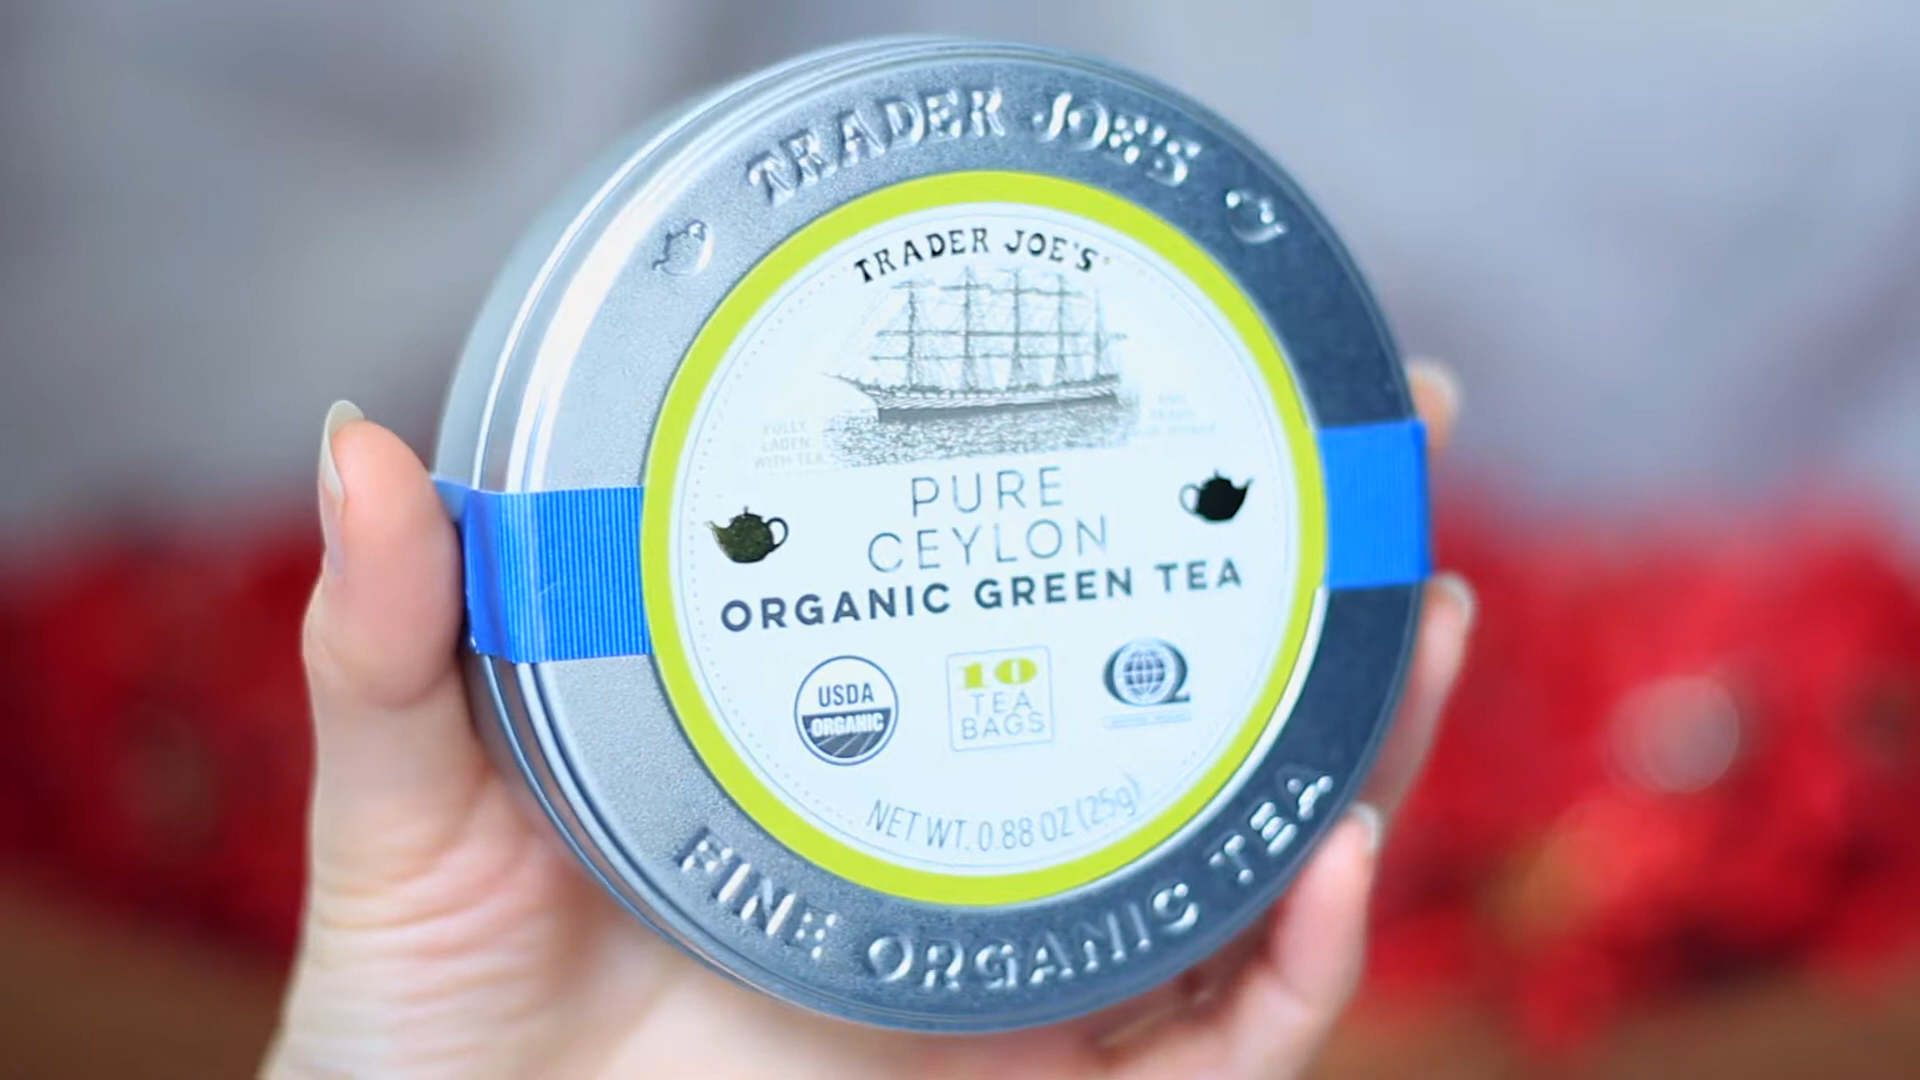 TRADER JOE'S
TRADER JOE'S
FULLY
LADEN
WITH TEA
PURE
CEYLON
ORGANIC GREEN TEA
USDA
ORGANIC
10
TEA
BAGS
NET WT. 0.88 OZ (25g)
FINE ORGANIC TEA